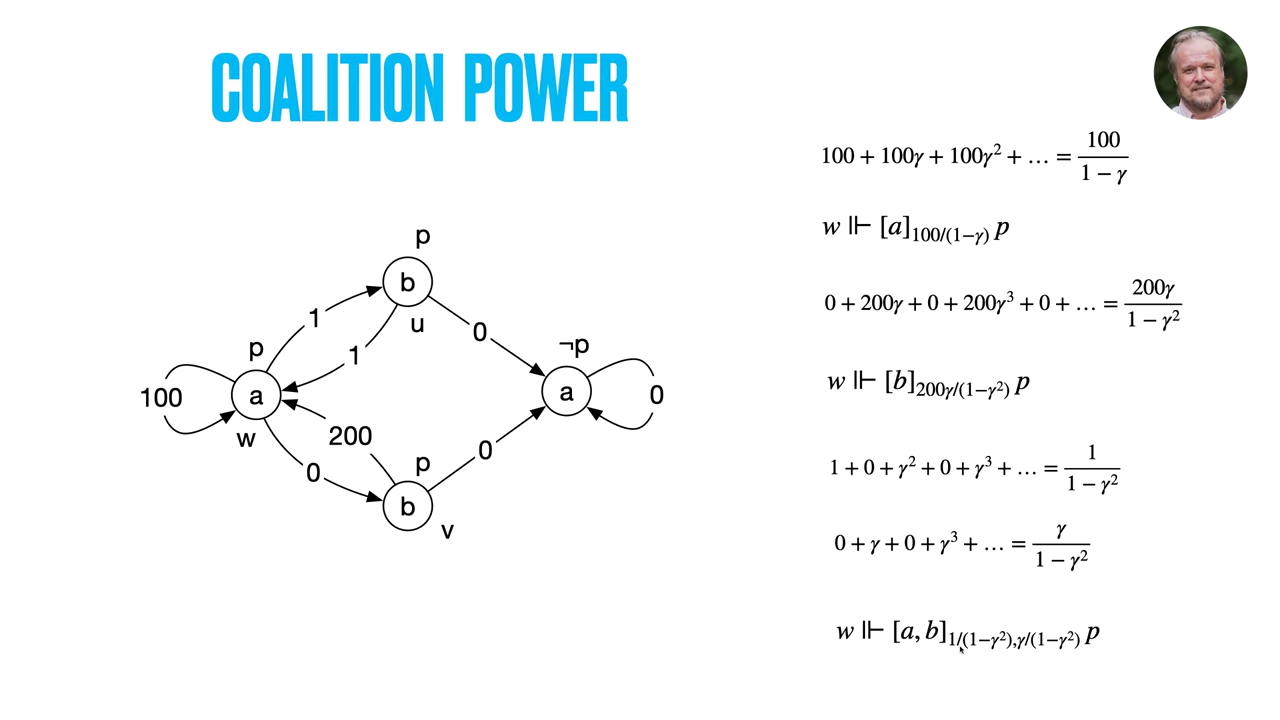 COALITION POWER
100 + 100γ + 100γ² + … = 100 / (1 − γ)
w ⊩ [a]₁₀₀/(1−γ) p
0 + 200γ + 0 + 200γ³ + 0 + … = 200γ / (1 − γ²)
w ⊩ [b]₂₀₀γ/(1−γ²) p
1 + 0 + γ² + 0 + γ³ + … = 1 / (1 − γ²)
0 + γ + 0 + γ³ + … = γ / (1 − γ²)
w ⊩ [a, b]₁/(1−γ²),γ/(1−γ²) p
p
b
u
1
0
p
1
¬p
100
a
a
0
w
200
0
0
p
b
v